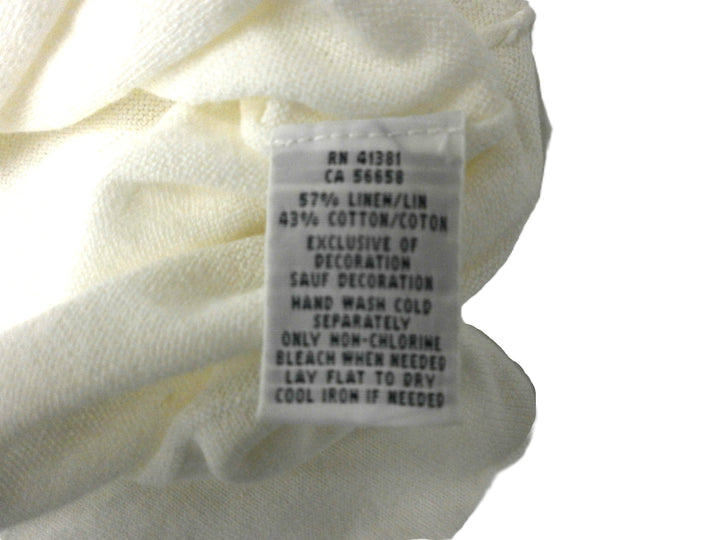 RN 41381
CA 56658
57% LINEN/LIN
43% COTTON/COTON
EXCLUSIVE OF
DECORATION
SAUF DECORATION
HAND WASH COLD
SEPARATELY
ONLY NON-CHLORINE
BLEACH WHEN NEEDED
LAY FLAT TO DRY
COOL IRON IF NEEDED